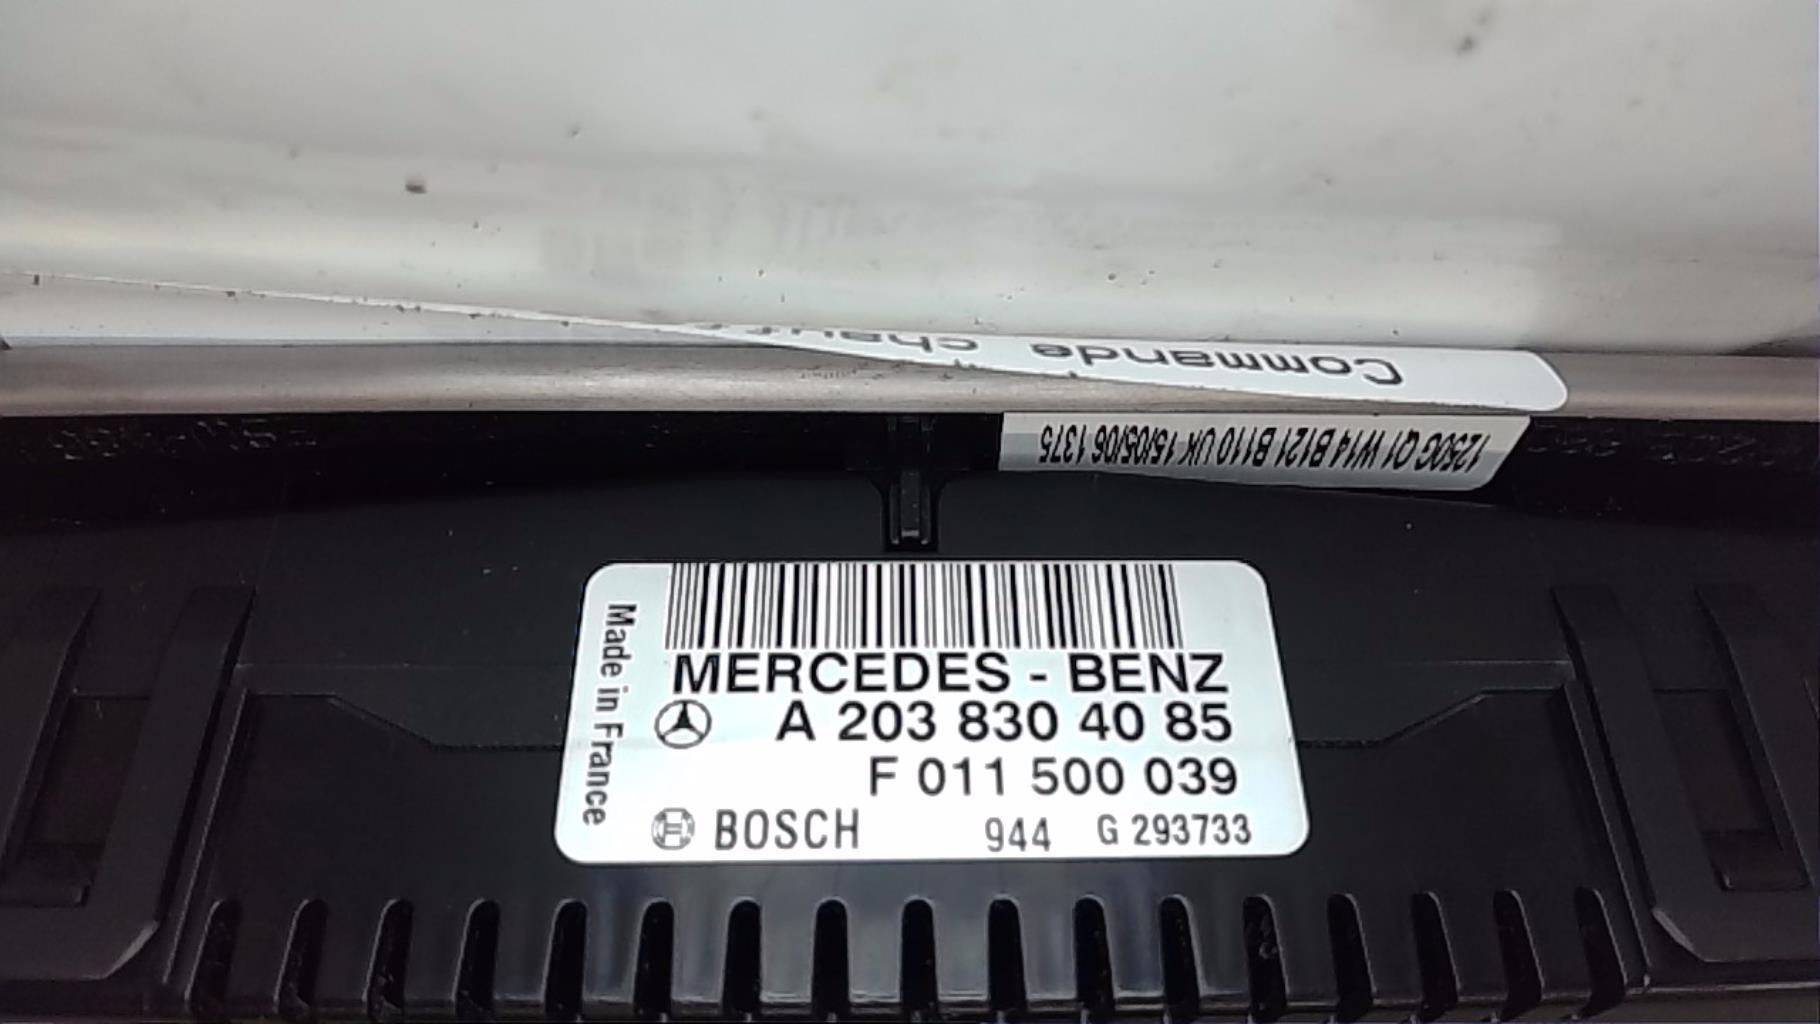 Commande
1250G Q1 W14 B121 B110 UK 15/05/06 1375
Made in France
MERCEDES - BENZ
A 203 830 40 85
F 011 500 039
BOSCH 944 G 293733